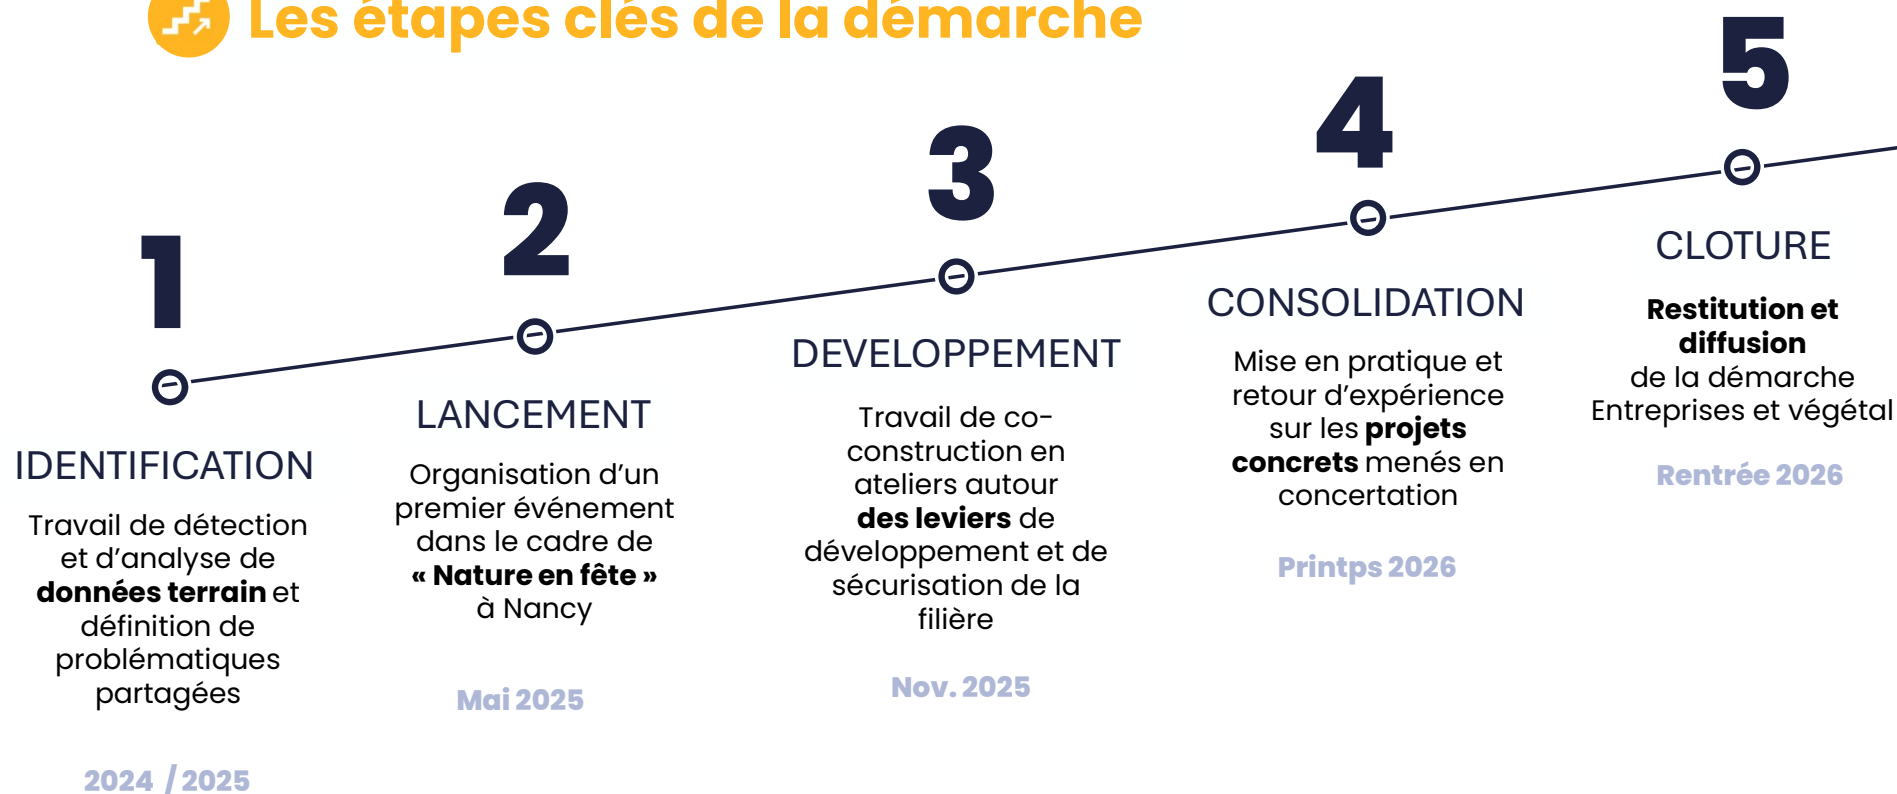 Les étapes clés de la démarche
1
IDENTIFICATION
Travail de détection
et d’analyse de
données terrain et
définition de
problématiques
partagées
2024 / 2025
2
LANCEMENT
Organisation d’un
premier événement
dans le cadre de
« Nature en fête »
à Nancy
Mai 2025
3
DEVELOPPEMENT
Travail de co-
construction en
ateliers autour
des leviers de
développement et de
sécurisation de la
filière
Nov. 2025
4
CONSOLIDATION
Mise en pratique et
retour d’expérience
sur les projets
concrets menés en
concertation
Printps 2026
5
CLOTURE
Restitution et
diffusion
de la démarche
Entreprises et végétal
Rentrée 2026